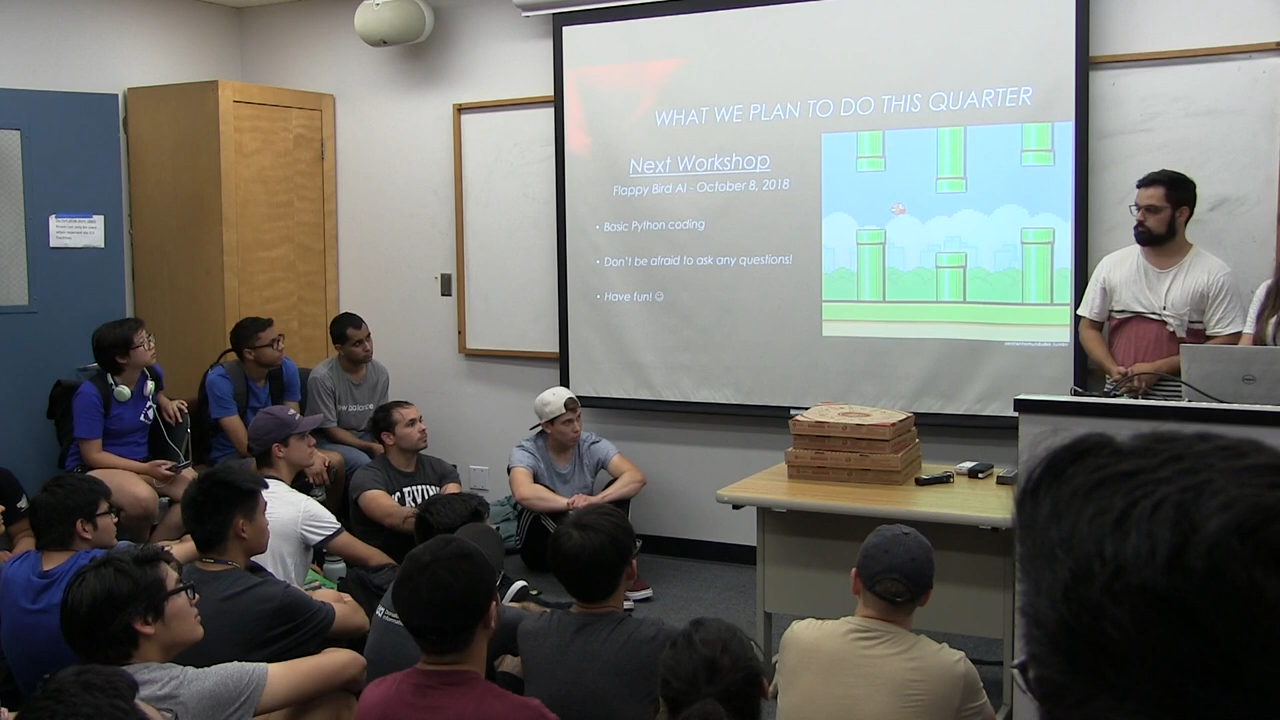 WHAT WE PLAN TO DO THIS QUARTER
Next Workshop
Flappy Bird AI - October 8, 2018
• Basic Python coding
• Don't be afraid to ask any questions!
• Have fun! ☺
DELL